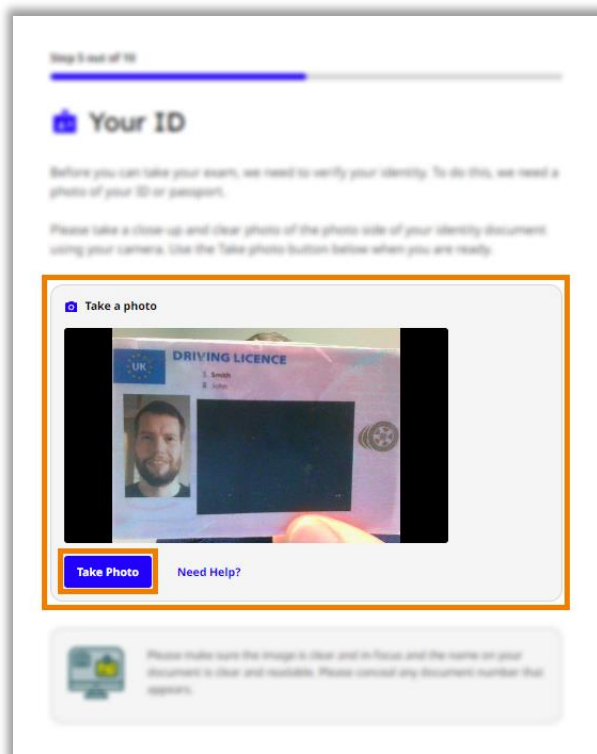 Step 5 out of 10
Your ID
Before you can take your exam, we need to verify your identity. To do this, we need a
photo of your ID or passport.
Please take a close up and clear photo of the photo side of your identity document
using your camera. Use the Take photo button below when you are ready.
Take a photo
UK
DRIVING LICENCE
Smith
John
Take Photo
Need Help?
Please make sure the image is clear and in focus and the name on your
document is clear and readable. Please conceal any document number that
appears.